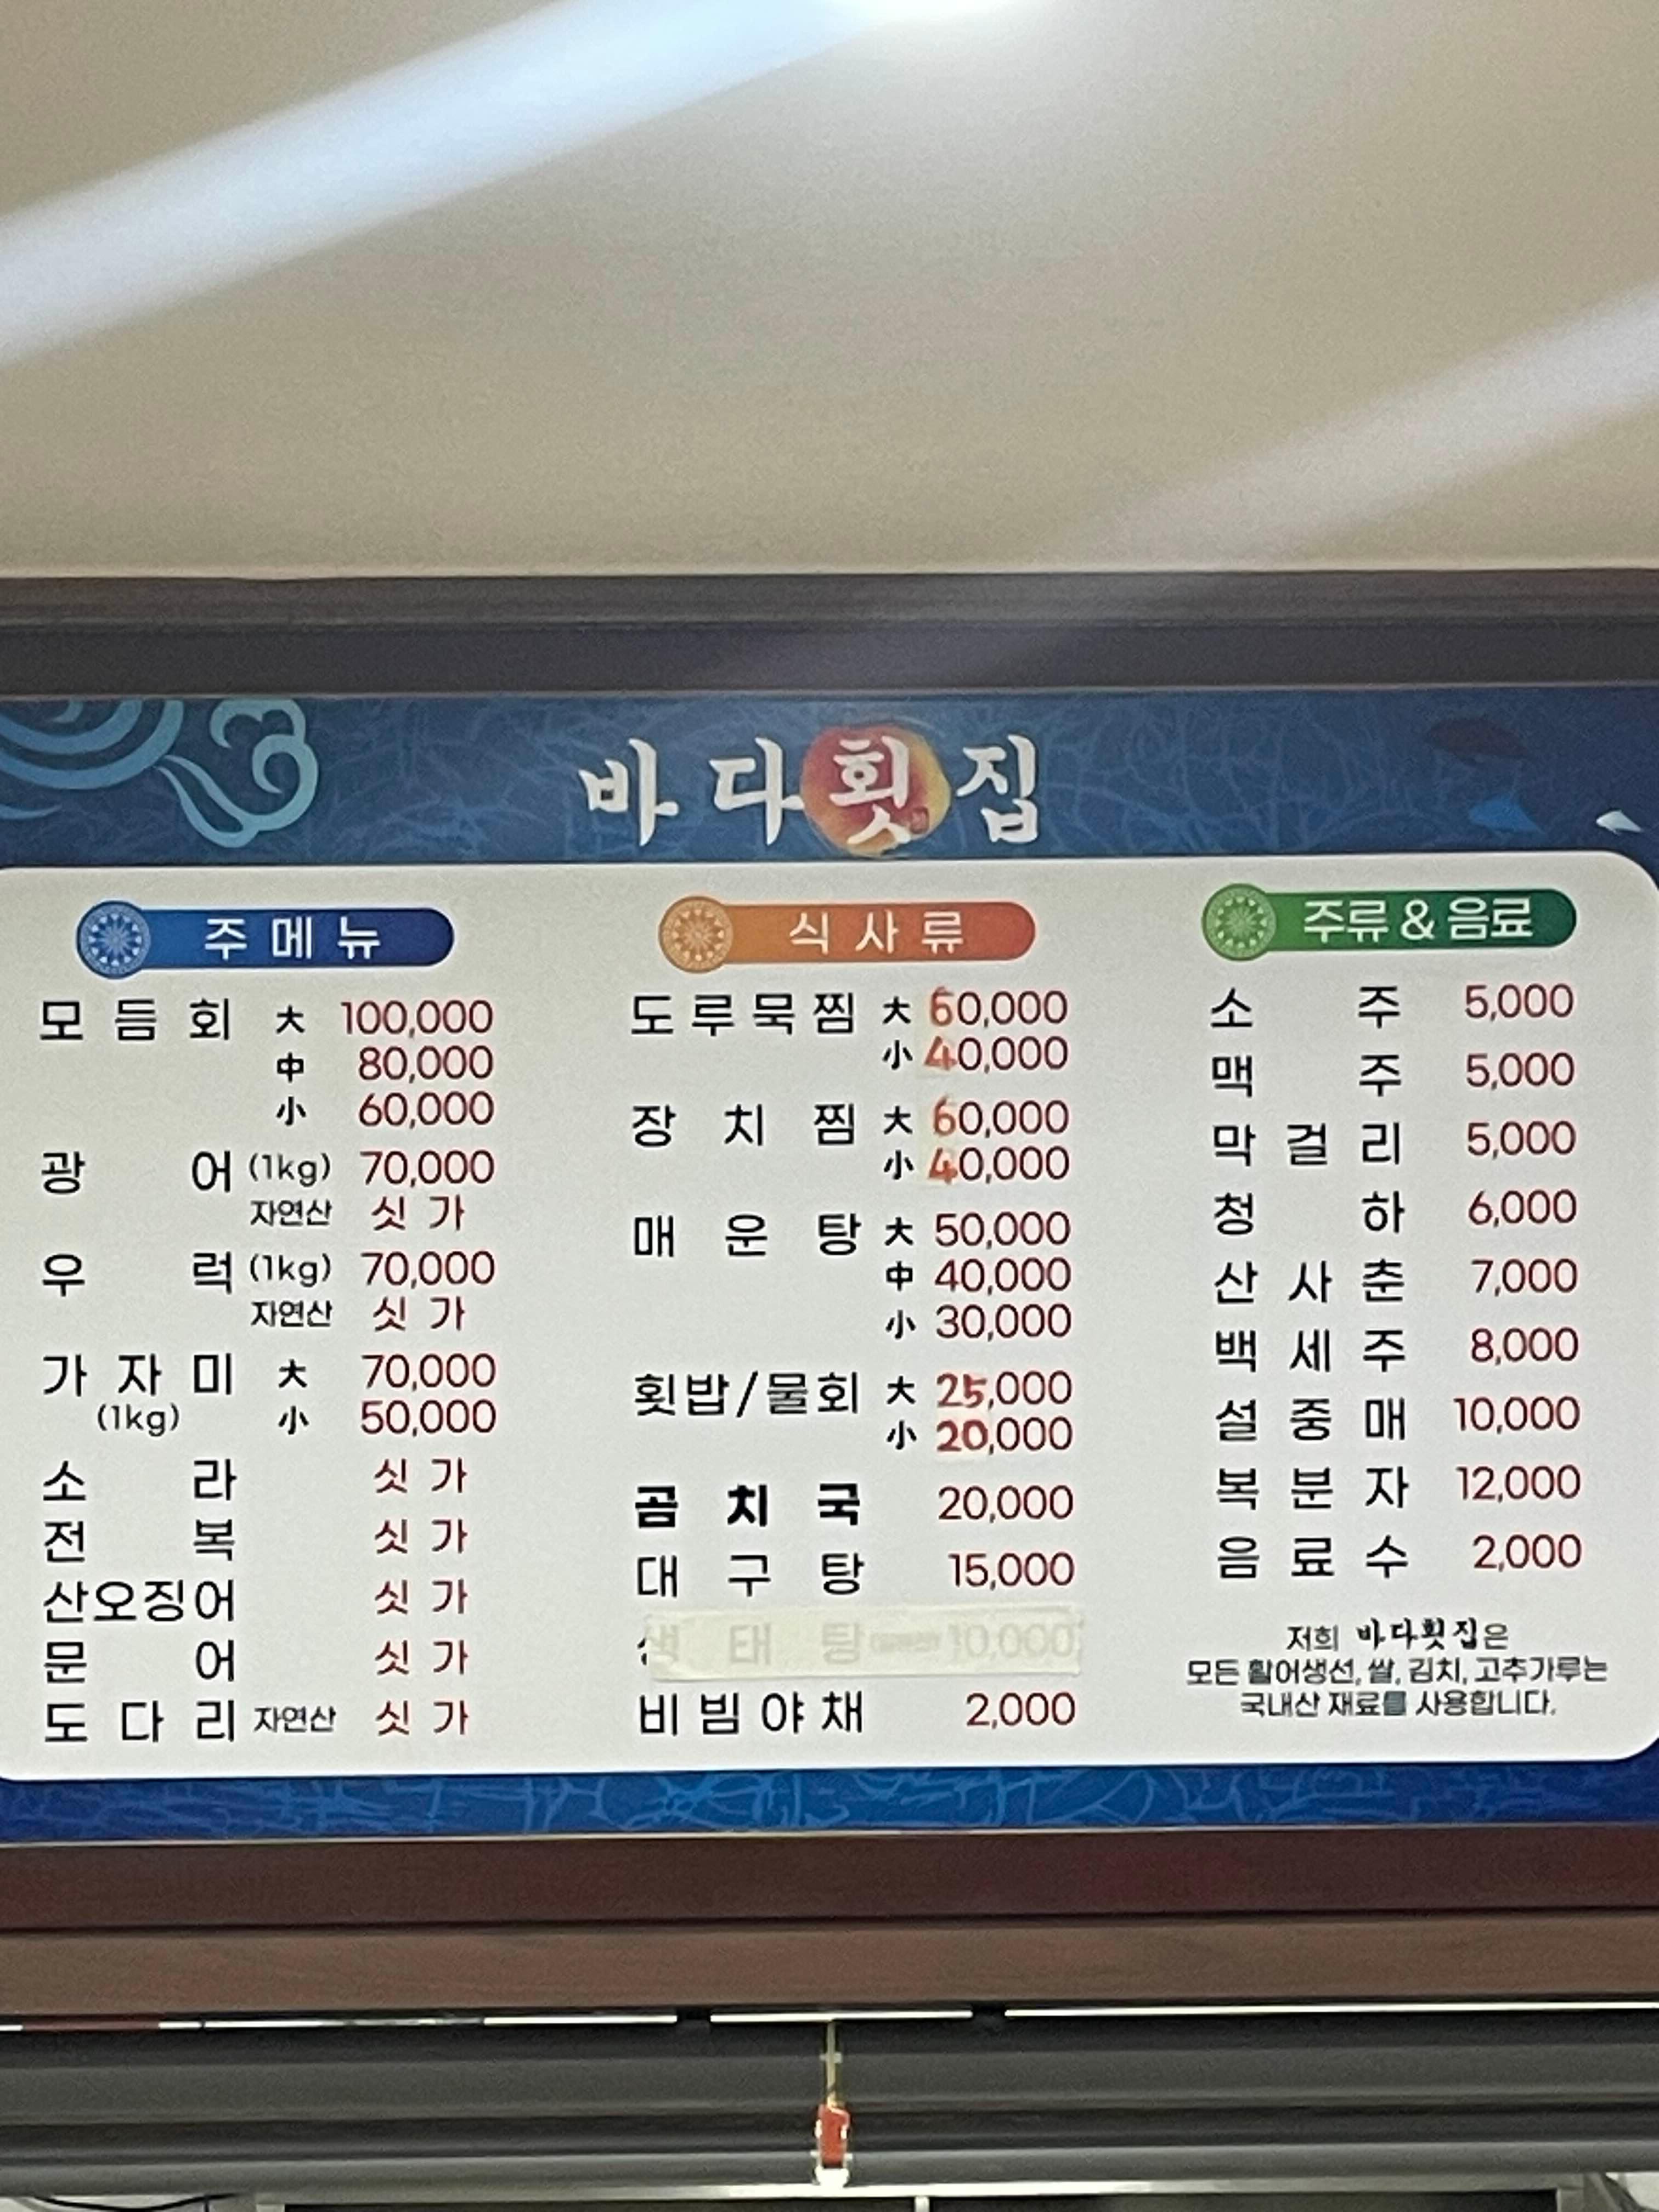 바다횟집
주메뉴
모듬회 大 100,000
中 80,000
小 60,000
광어 (1kg) 70,000
자연산 싯가
우럭 (1kg) 70,000
자연산 싯가
가자미 大 70,000
(1kg) 小 50,000
소라 싯가
전복 싯가
산오징어 싯가
문어 싯가
도다리 자연산 싯가
식사류
도루묵찜 大 60,000
小 40,000
장치찜 大 60,000
小 40,000
매운탕 大 50,000
中 40,000
小 30,000
횟밥/물회 大 25,000
小 20,000
곰치국 20,000
대구탕 15,000
생태탕 10,000
비빔야채 2,000
주류 & 음료
소주 5,000
맥주 5,000
막걸리 5,000
청하 6,000
산사춘 7,000
백세주 8,000
설중매 10,000
복분자 12,000
음료수 2,000
저희 바다횟집은
모든 활어생선, 쌀, 김치, 고추가루는
국내산 재료를 사용합니다.